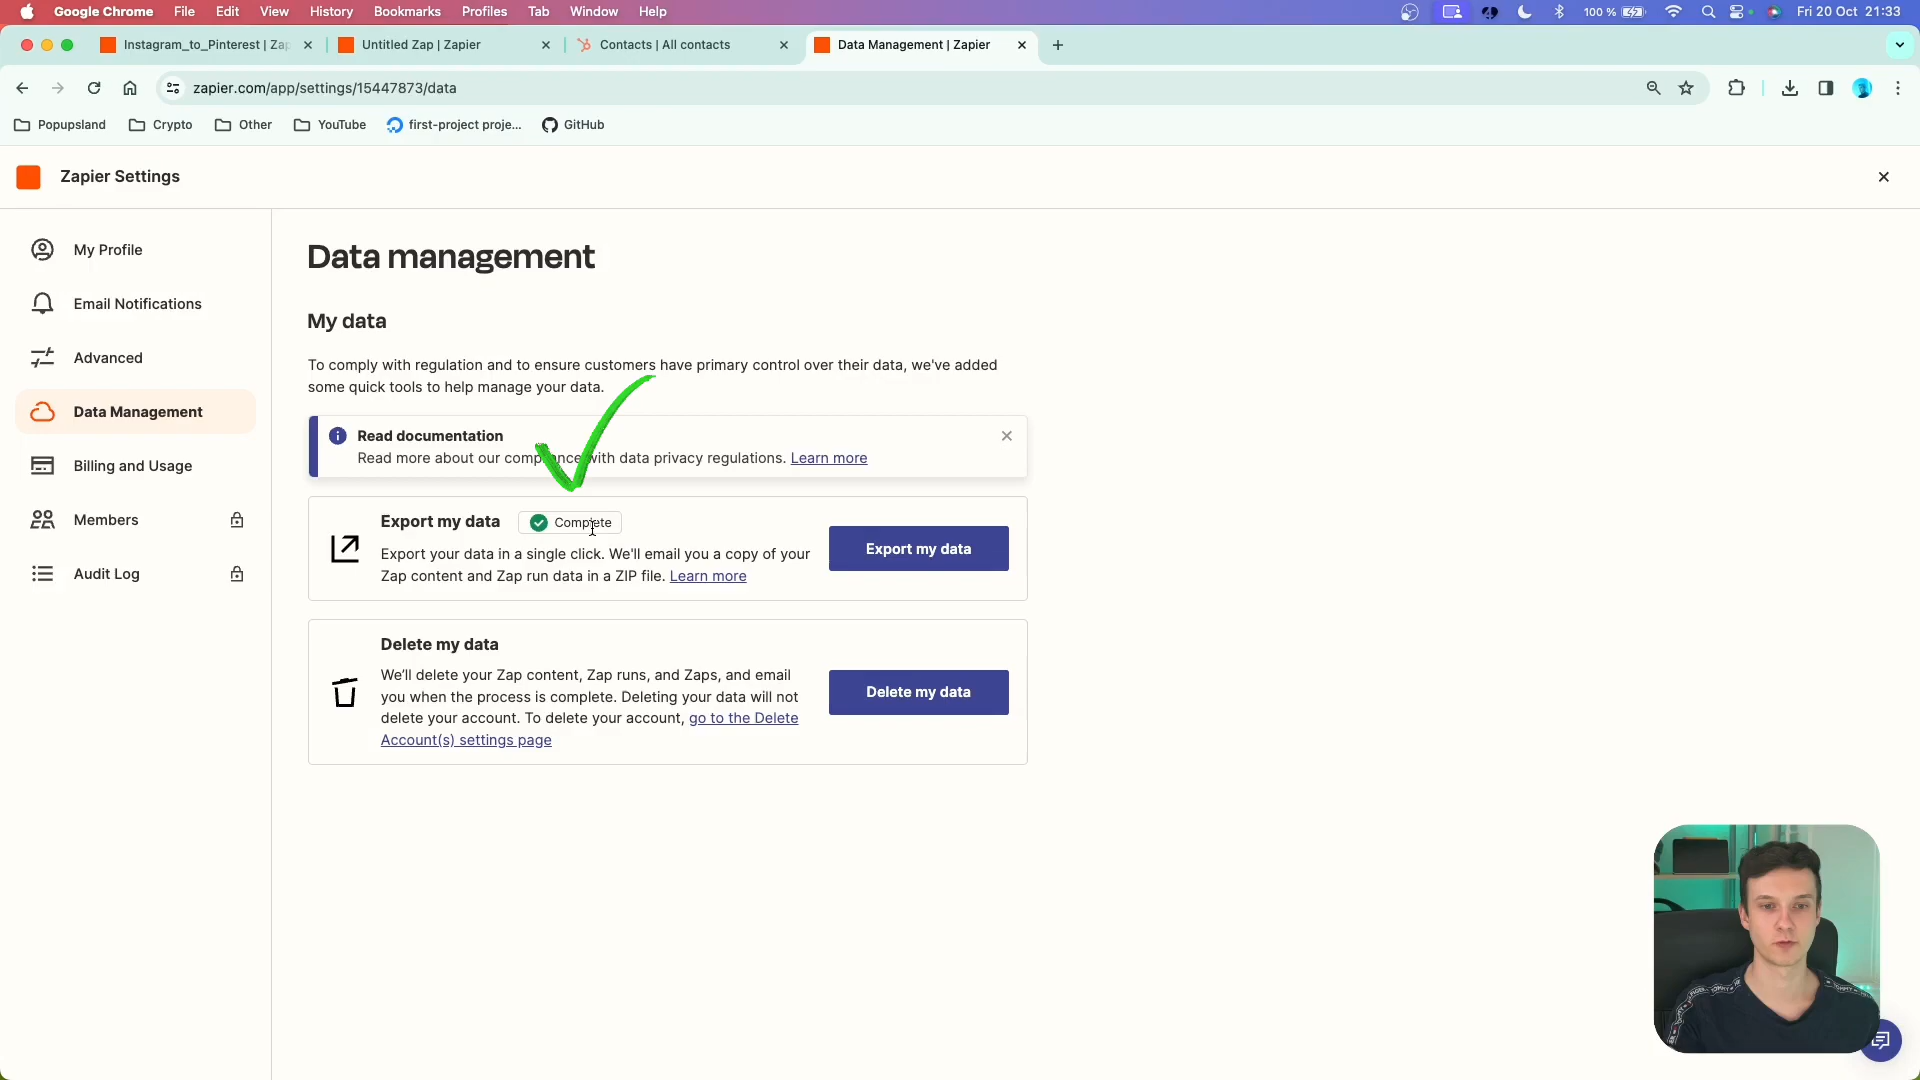 Google Chrome File Edit View History Bookmarks Profiles Tab Window Help 100 % Fri 20 Oct 21:33
Instagram_to_Pinterest | Zap Untitled Zap | Zapier Contacts | All contacts Data Management | Zapier
zapier.com/app/settings/15447873/data
Popupsland Crypto Other YouTube first-project proje... GitHub
Zapier Settings
My Profile
Email Notifications
Advanced
Data Management
Billing and Usage
Members
Audit Log
Data management
My data
To comply with regulation and to ensure customers have primary control over their data, we've added
some quick tools to help manage your data.
Read documentation
Read more about our compliance with data privacy regulations. Learn more
Export my data Complete
Export your data in a single click. We'll email you a copy of your
Zap content and Zap run data in a ZIP file. Learn more
Export my data
Delete my data
We'll delete your Zap content, Zap runs, and Zaps, and email
you when the process is complete. Deleting your data will not
delete your account. To delete your account, go to the Delete
Account(s) settings page
Delete my data